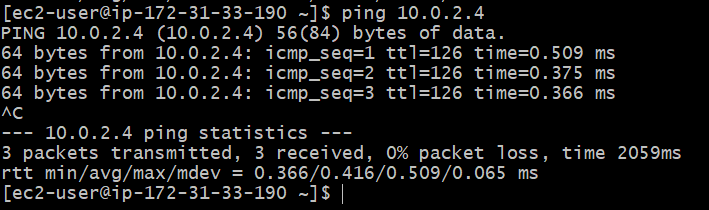 [ec2-user@ip-172-31-33-190 ~]$ ping 10.0.2.4
PING 10.0.2.4 (10.0.2.4) 56(84) bytes of data.
64 bytes from 10.0.2.4: icmp_seq=1 ttl=126 time=0.509 ms
64 bytes from 10.0.2.4: icmp_seq=2 ttl=126 time=0.375 ms
64 bytes from 10.0.2.4: icmp_seq=3 ttl=126 time=0.366 ms
^C
--- 10.0.2.4 ping statistics ---
3 packets transmitted, 3 received, 0% packet loss, time 2059ms
rtt min/avg/max/mdev = 0.366/0.416/0.509/0.065 ms
[ec2-user@ip-172-31-33-190 ~]$